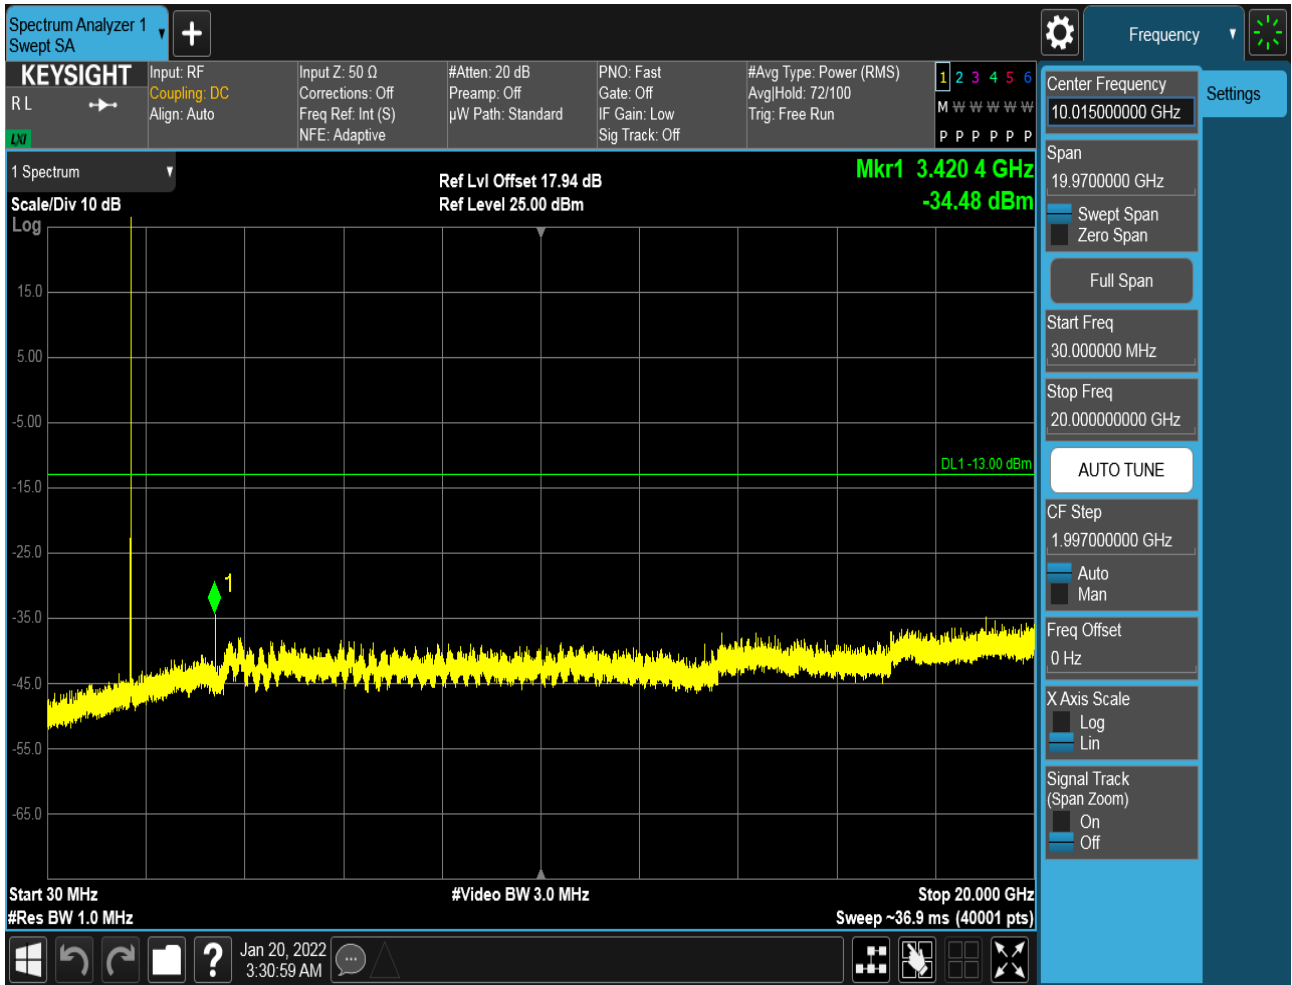 Spectrum Analyzer 1
Swept SA
Frequency
KEYSIGHT
R L
LXI
Input: RF
Coupling: DC
Align: Auto
Input Z: 50 Ω
Corrections: Off
Freq Ref: Int (S)
NFE: Adaptive
#Atten: 20 dB
Preamp: Off
µW Path: Standard
PNO: Fast
Gate: Off
IF Gain: Low
Sig Track: Off
#Avg Type: Power (RMS)
Avg|Hold: 72/100
Trig: Free Run
1 2 3 4 5 6
M W W W W W
P P P P P P
1 Spectrum
Scale/Div 10 dB
Log
Ref Lvl Offset 17.94 dB
Ref Level 25.00 dBm
Mkr1 3.420 4 GHz
-34.48 dBm
15.0
5.00
-5.00
DL1 -13.00 dBm
-15.0
-25.0
1
-35.0
-45.0
-55.0
-65.0
Start 30 MHz
#Video BW 3.0 MHz
Stop 20.000 GHz
#Res BW 1.0 MHz
Sweep ~36.9 ms (40001 pts)
Center Frequency
10.015000000 GHz
Settings
Span
19.9700000 GHz
Swept Span
Zero Span
Full Span
Start Freq
30.000000 MHz
Stop Freq
20.000000000 GHz
AUTO TUNE
CF Step
1.997000000 GHz
Auto
Man
Freq Offset
0 Hz
X Axis Scale
Log
Lin
Signal Track
(Span Zoom)
On
Off
?
Jan 20, 2022
3:30:59 AM